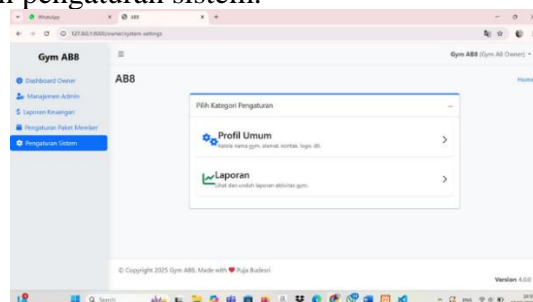 pengaturan sistem.
WhatsApp
AB8
127.0.0.1:8000/owner/system-settings
Gym AB8
Gym AB8 (Gym AB Owner)
Dashboard Owner
AB8
Home
Manajemen Admin
Laporan Keuangan
Pengaturan Paket Member
Pengaturan Sistem
Pilih Kategori Pengaturan
Profil Umum
Kelola nama gym, alamat, kontak, logo, dll.
Laporan
Lihat dan unduh laporan aktivitas gym.
© Copyright 2025 Gym AB8. Made with ❤ Puja Budesri
Version 4.0.0
Search